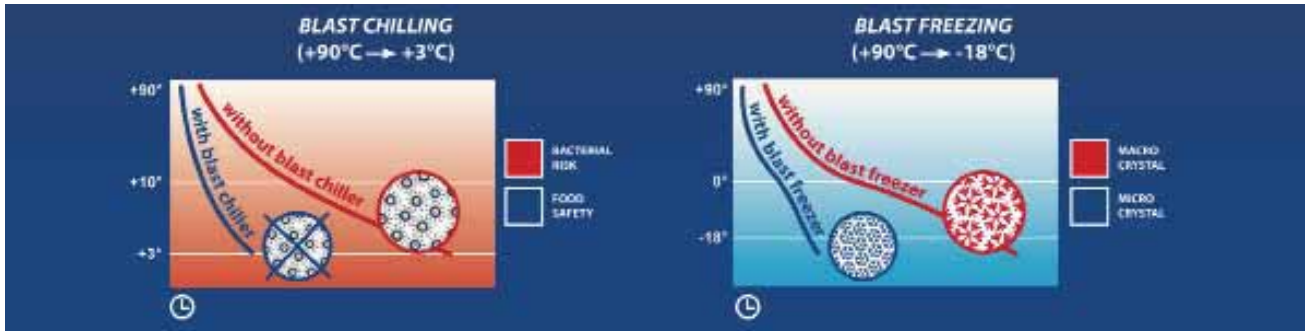 BLAST CHILLING
(+90°C → +3°C)
+90°
+10°
+3°
with blast chiller
without blast chiller
BACTERIAL
RISK
FOOD
SAFETY
BLAST FREEZING
(+90°C → -18°C)
+90°
0°
-18°
with blast freezer
without blast freezer
MACRO
CRYSTAL
MICRO
CRYSTAL